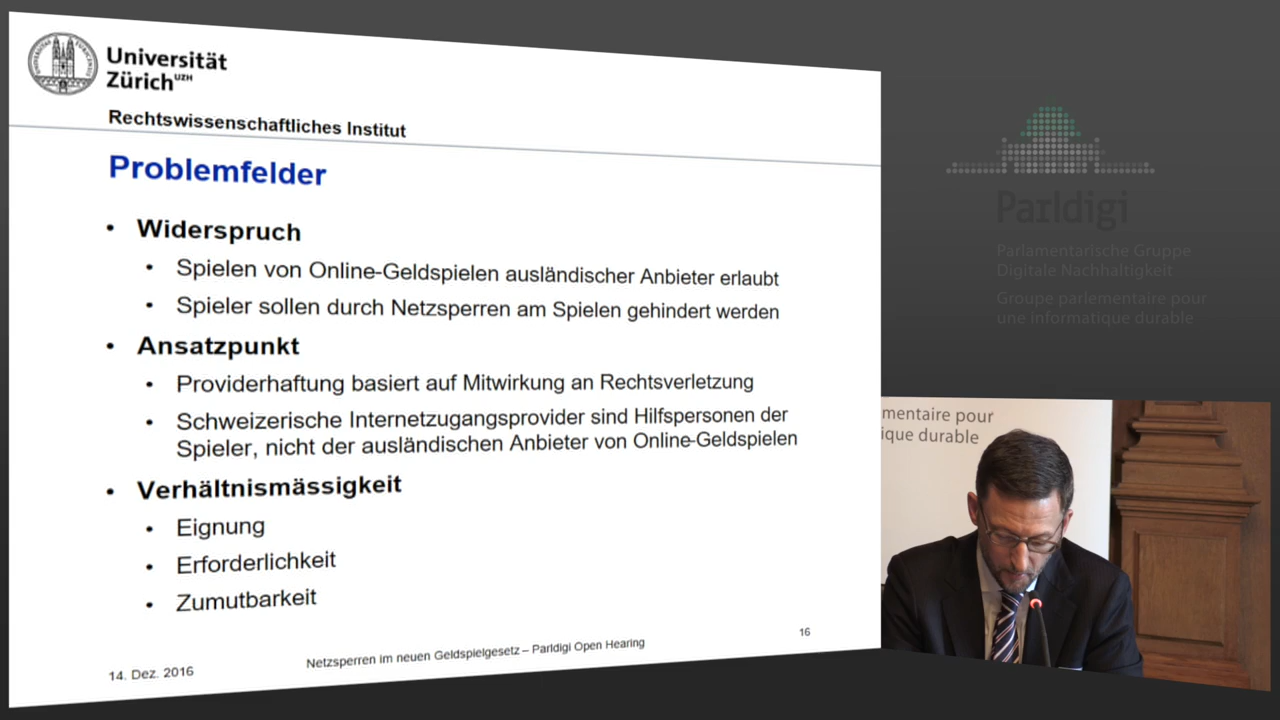 Universität
Zürich UZH
Rechtswissenschaftliches Institut
Problemfelder
• Widerspruch
• Spielen von Online-Geldspielen ausländischer Anbieter erlaubt
• Spieler sollen durch Netzsperren am Spielen gehindert werden
• Ansatzpunkt
• Providerhaftung basiert auf Mitwirkung an Rechtsverletzung
• Schweizerische Internetzugangsprovider sind Hilfspersonen der
Spieler, nicht der ausländischen Anbieter von Online-Geldspielen
• Verhältnismässigkeit
• Eignung
• Erforderlichkeit
• Zumutbarkeit
14. Dez. 2016
Netzsperren im neuen Geldspielgesetz – Parldigi Open Hearing
16
Parldigi
Parlamentarische Gruppe
Digitale Nachhaltigkeit
Groupe parlementaire pour
une informatique durable
mentaire pour
ique durable